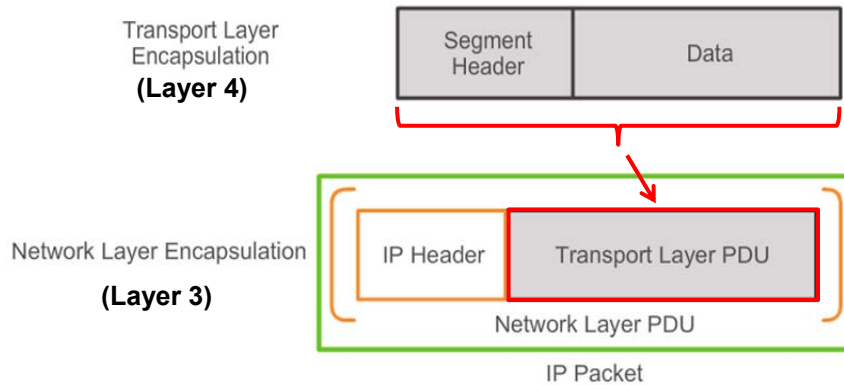 Transport Layer
Encapsulation
(Layer 4)
Segment
Header
Data
Network Layer Encapsulation
(Layer 3)
IP Header
Transport Layer PDU
Network Layer PDU
IP Packet